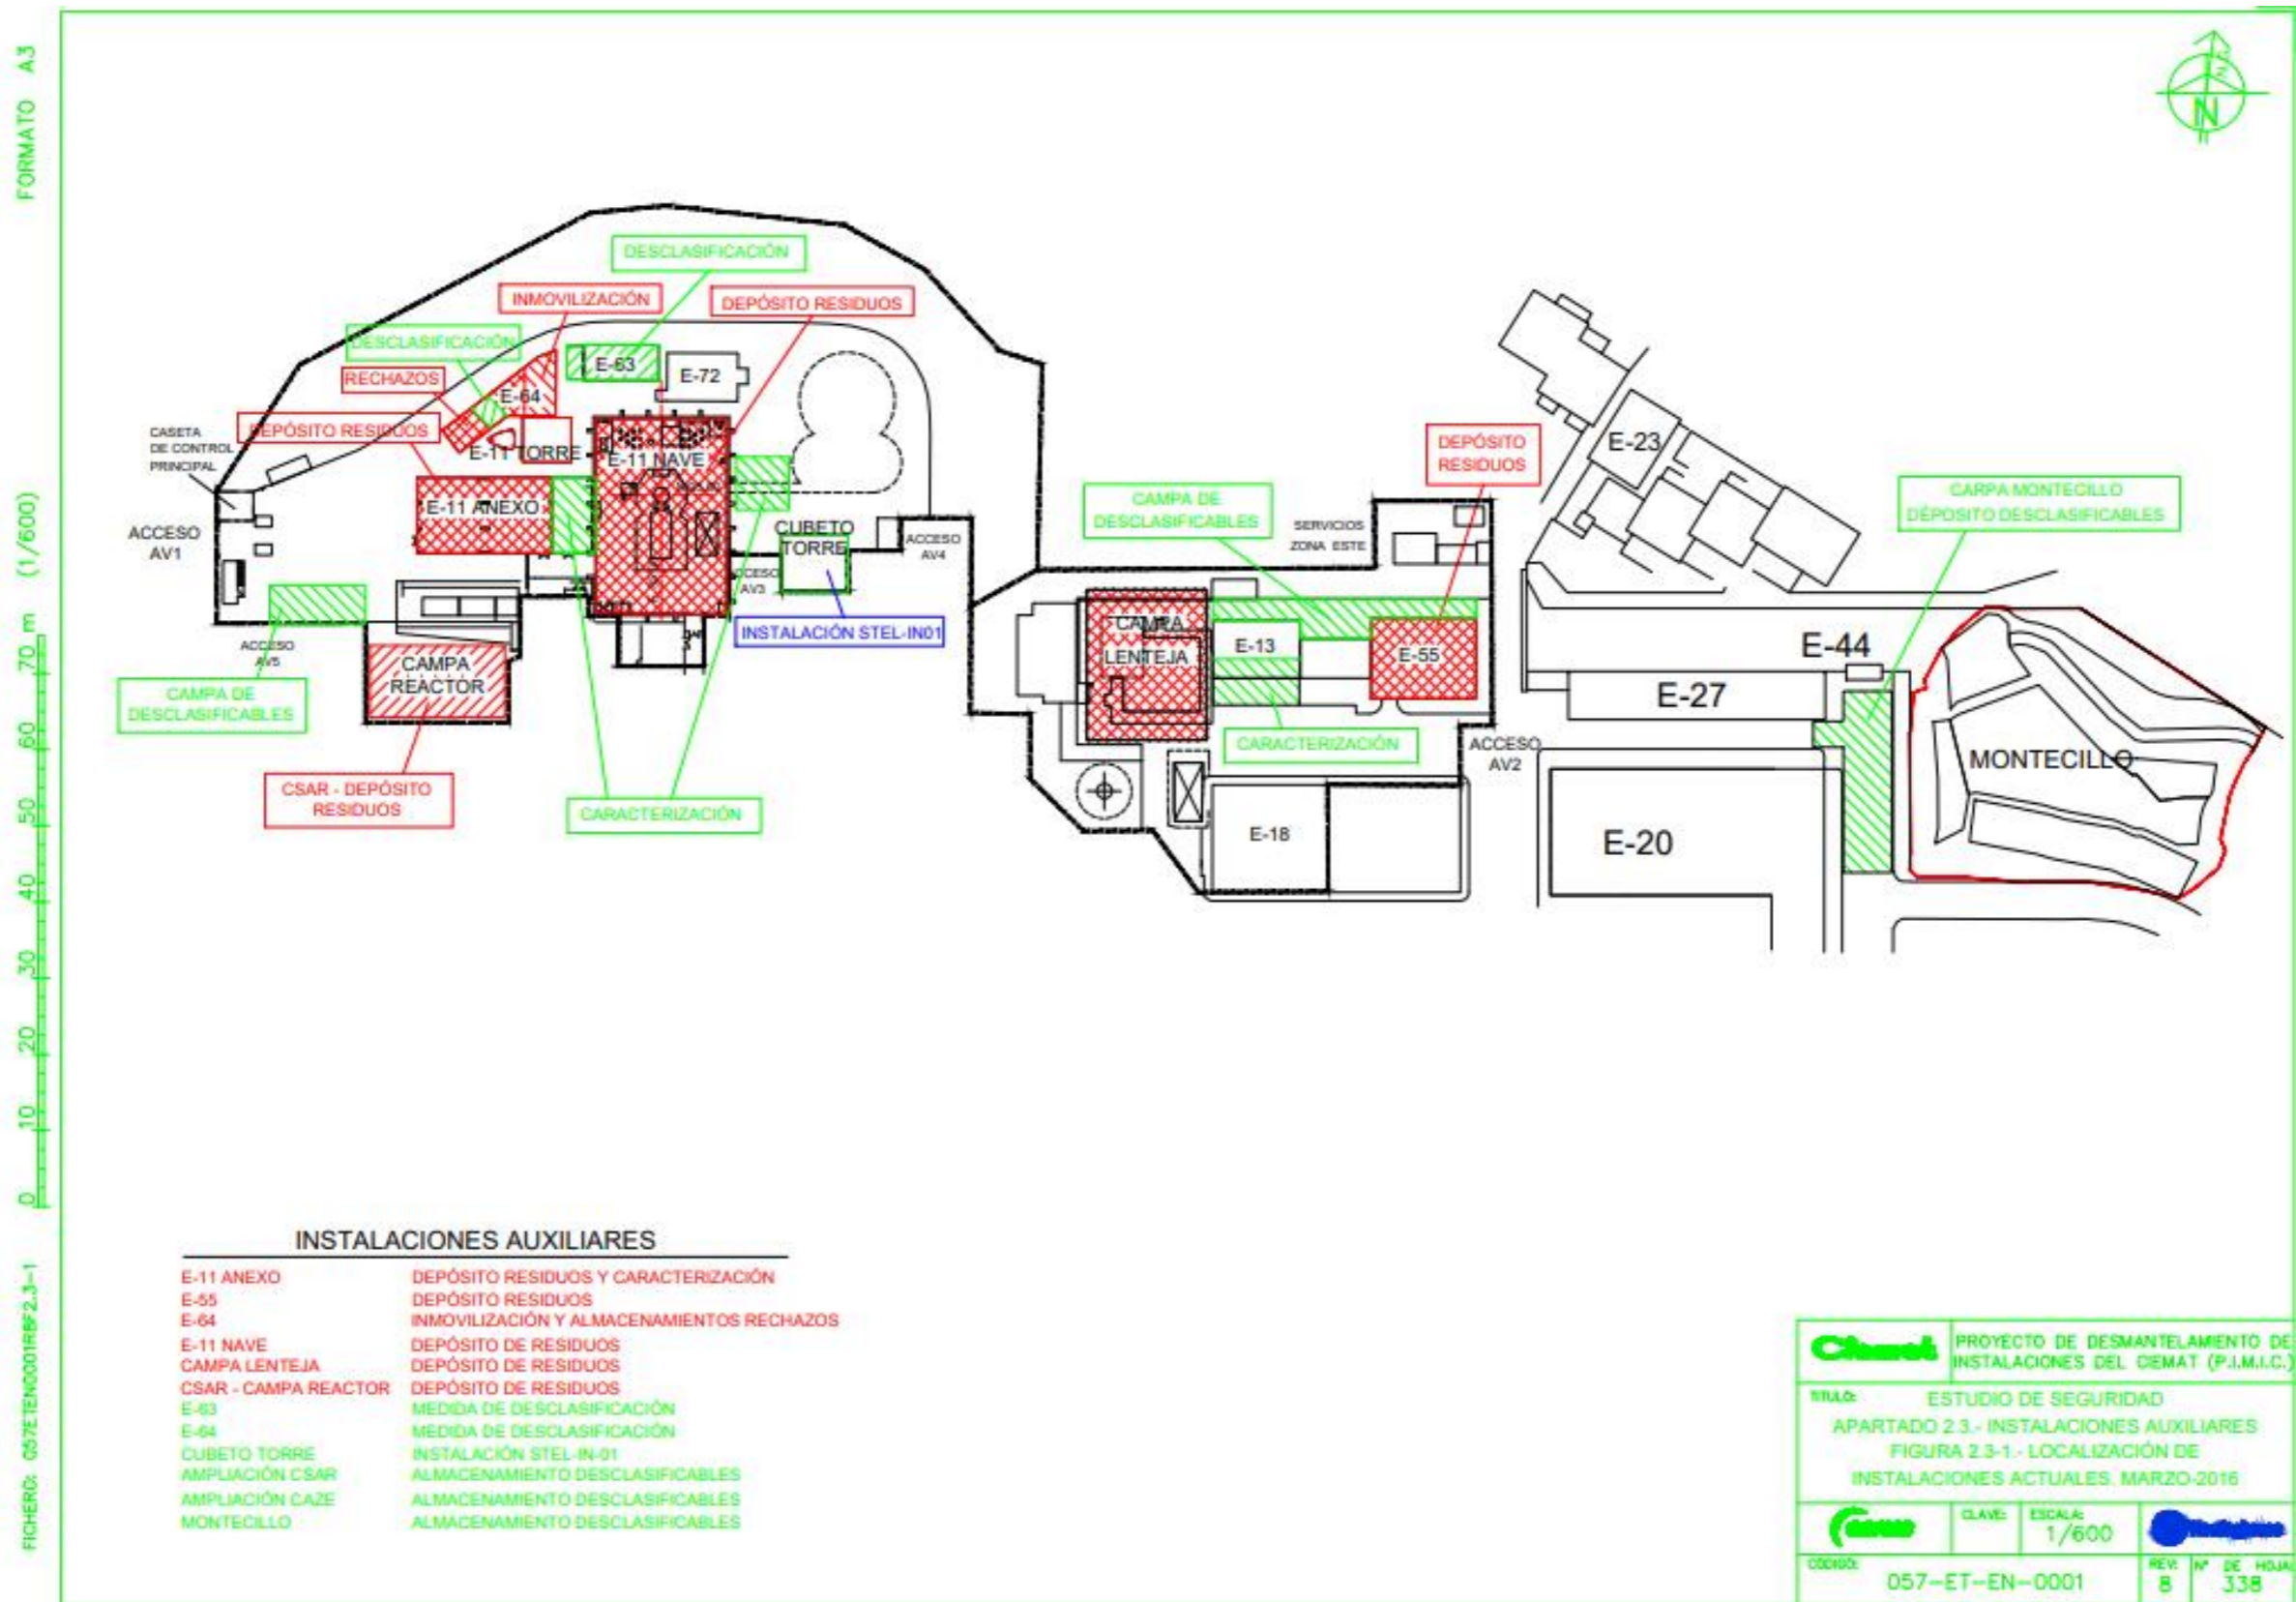 FORMATO A3
(1/600)
0 10 20 30 40 50 60 70 m
FICHERO: 057ETEN0001R8F2.3-1
N
DESCLASIFICACIÓN
INMOVILIZACIÓN
DEPÓSITO RESIDUOS
DESCLASIFICACIÓN
RECHAZOS
DEPÓSITO RESIDUOS
E-63
E-72
E-64
E-11 TORRE
E-11 NAVE
E-11 ANEXO
CASETA
DE CONTROL
PRINCIPAL
ACCESO
AV1
CUBETO
TORRE
ACCESO
AV4
ACCESO
AV3
INSTALACIÓN STEL-IN01
ACCESO
AV5
CAMPA
REACTOR
CAMPA DE
DESCLASIFICABLES
CSAR - DEPÓSITO
RESIDUOS
CARACTERIZACIÓN
CAMPA DE
DESCLASIFICABLES
DEPÓSITO
RESIDUOS
SERVICIOS
ZONA ESTE
CAMPA
LENTEJA
E-13
E-55
CARACTERIZACIÓN
ACCESO
AV2
E-18
E-23
CARPA MONTECILLO
DÉPOSITO DESCLASIFICABLES
E-44
E-27
E-20
MONTECILLO
INSTALACIONES AUXILIARES
E-11 ANEXO DEPÓSITO RESIDUOS Y CARACTERIZACIÓN
E-55 DEPÓSITO RESIDUOS
E-64 INMOVILIZACIÓN Y ALMACENAMIENTOS RECHAZOS
E-11 NAVE DEPÓSITO DE RESIDUOS
CAMPA LENTEJA DEPÓSITO DE RESIDUOS
CSAR - CAMPA REACTOR DEPÓSITO DE RESIDUOS
E-63 MEDIDA DE DESCLASIFICACIÓN
E-64 MEDIDA DE DESCLASIFICACIÓN
CUBETO TORRE INSTALACIÓN STEL-IN-01
AMPLIACIÓN CSAR ALMACENAMIENTO DESCLASIFICABLES
AMPLIACIÓN CAZE ALMACENAMIENTO DESCLASIFICABLES
MONTECILLO ALMACENAMIENTO DESCLASIFICABLES
Ciemat
PROYECTO DE DESMANTELAMIENTO DE
INSTALACIONES DEL CIEMAT (P.I.M.I.C.)
TITULO: ESTUDIO DE SEGURIDAD
APARTADO 2.3.- INSTALACIONES AUXILIARES
FIGURA 2.3-1.- LOCALIZACIÓN DE
INSTALACIONES ACTUALES. MARZO-2016
CLAVE:
ESCALA:
1/600
CODIGO:
057-ET-EN-0001
REV:
8
Nº DE HOJA:
338